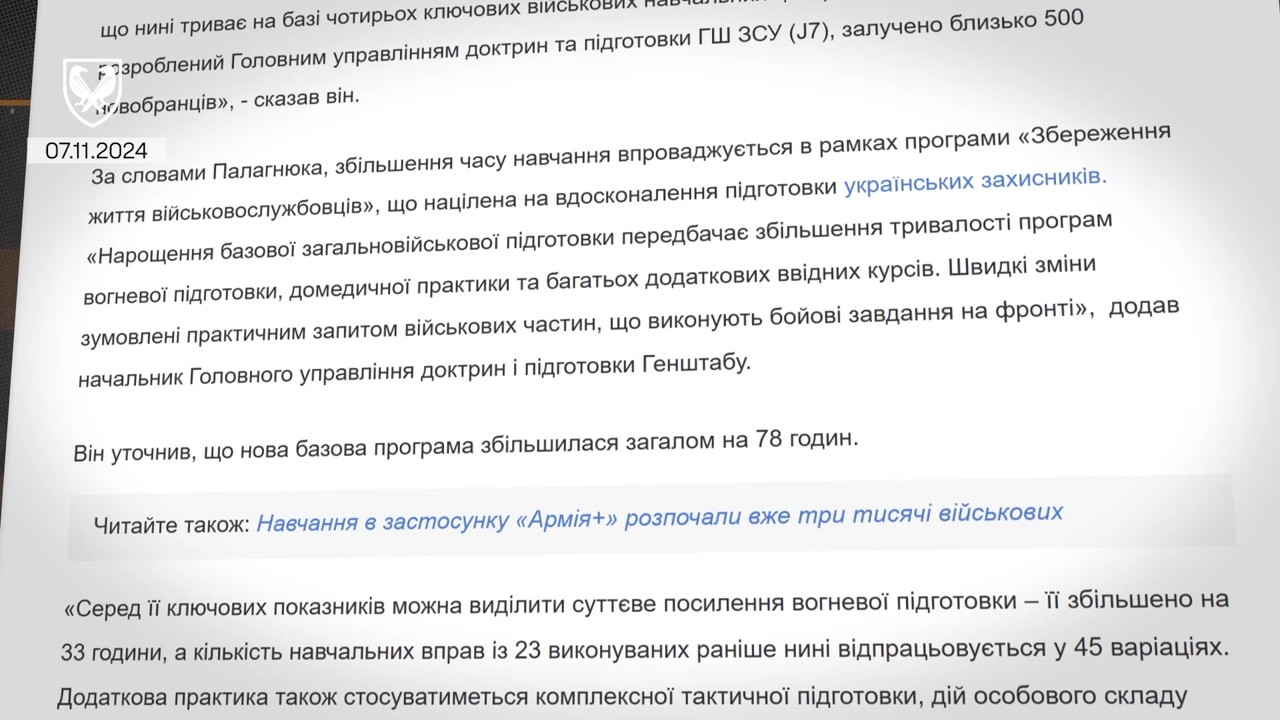 що нині триває на базі чотирьох ключових військових
розроблений Головним управлінням доктрин та підготовки ГШ ЗСУ (J7), залучено близько 500
новобранців», - сказав він.
07.11.2024
За словами Палагнюка, збільшення часу навчання впроваджується в рамках програми «Збереження
життя військовослужбовців», що націлена на вдосконалення підготовки українських захисників.
«Нарощення базової загальновійськової підготовки передбачає збільшення тривалості програм
вогневої підготовки, домедичної практики та багатьох додаткових ввідних курсів. Швидкі зміни
зумовлені практичним запитом військових частин, що виконують бойові завдання на фронті», додав
начальник Головного управління доктрин і підготовки Генштабу.
Він уточнив, що нова базова програма збільшилася загалом на 78 годин.
Читайте також: Навчання в застосунку «Армія+» розпочали вже три тисячі військових
«Серед її ключових показників можна виділити суттєве посилення вогневої підготовки – її збільшено на
33 години, а кількість навчальних вправ із 23 виконуваних раніше нині відпрацьовується у 45 варіаціях.
Додаткова практика також стосуватиметься комплексної тактичної підготовки, дій особового складу